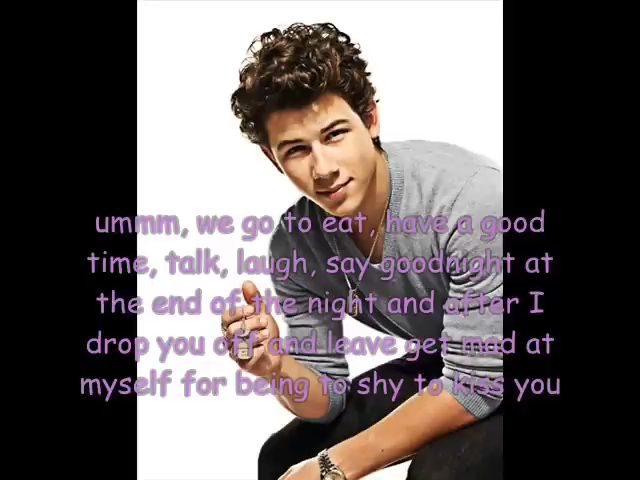 ummm, we go to eat, have a good
time, talk, laugh, say goodnight at
the end of the night and after I
drop you off and leave get mad at
myself for being to shy to kiss you